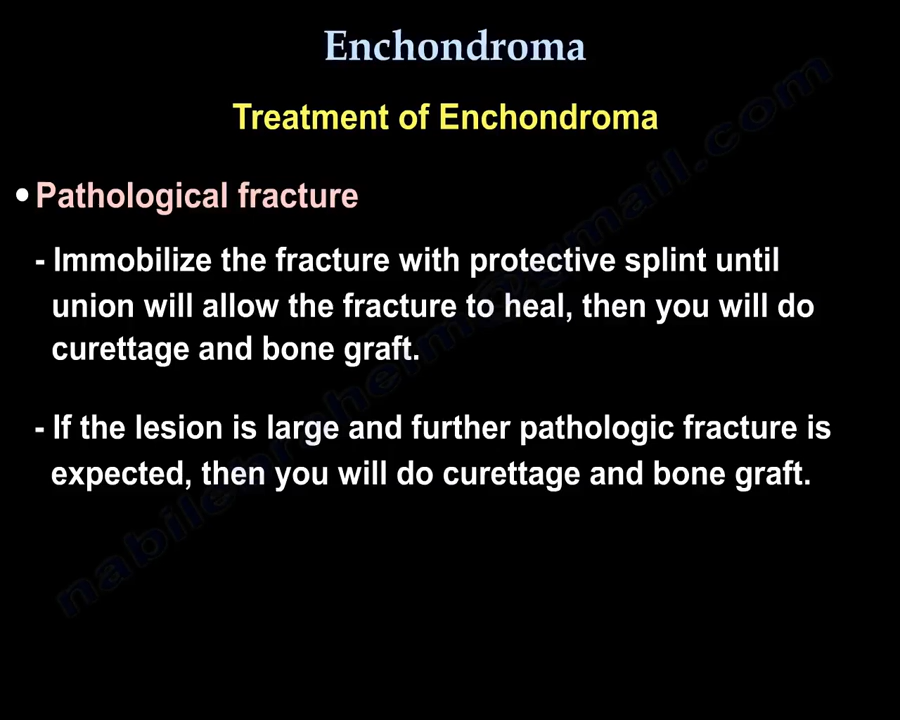 Enchondroma
Treatment of Enchondroma
• Pathological fracture
- Immobilize the fracture with protective splint until
union will allow the fracture to heal, then you will do
curettage and bone graft.
- If the lesion is large and further pathologic fracture is
expected, then you will do curettage and bone graft.